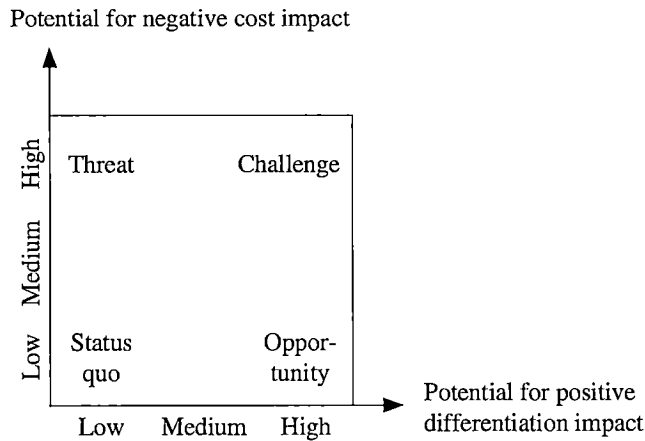 Potential for negative cost impact
High
Threat
Challenge
Medium
Low
Status
quo
Oppor-
tunity
Low
Medium
High
Potential for positive
differentiation impact